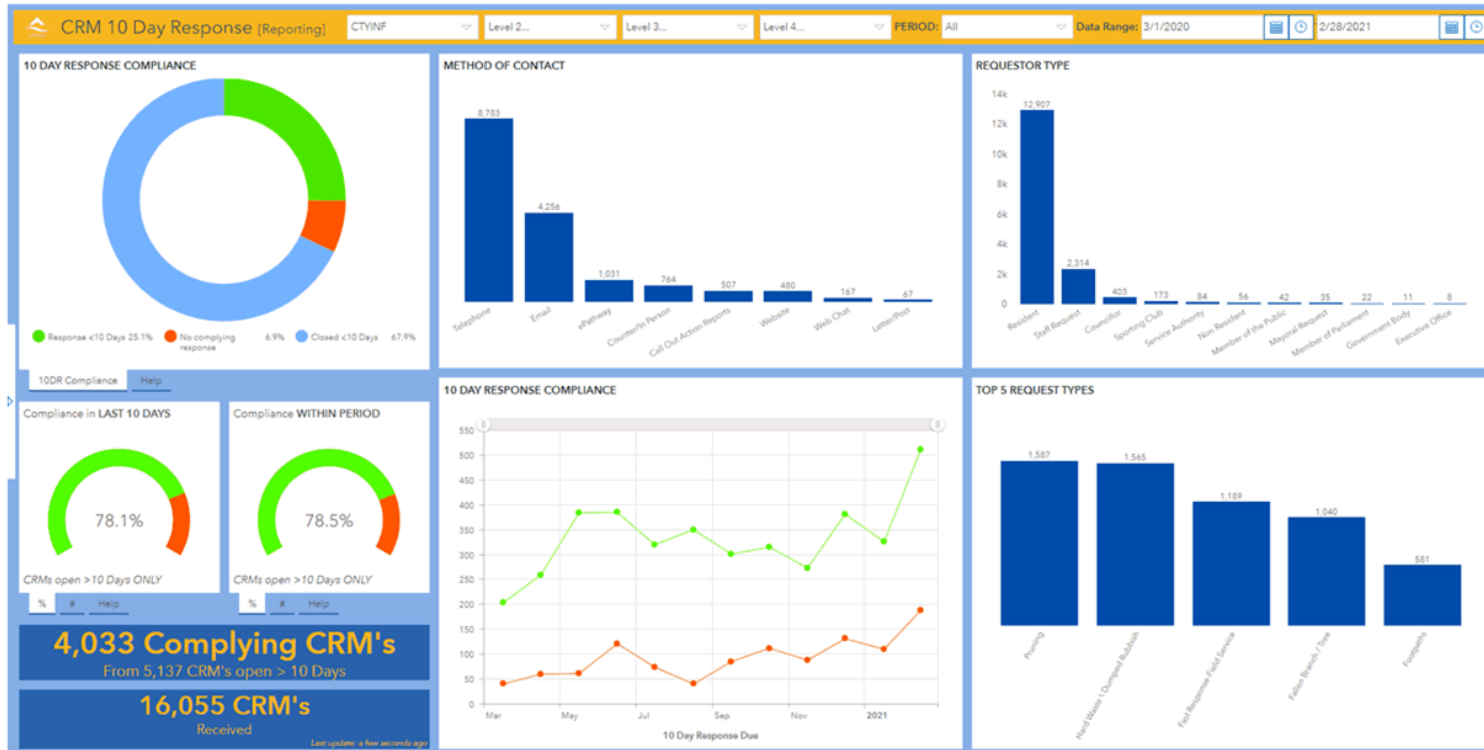 CRM 10 Day Response [Reporting]
CTYINF
Level 2...
Level 3...
Level 4...
PERIOD: All
Data Range: 3/1/2020
2/28/2021
10 DAY RESPONSE COMPLIANCE
Response <10 Days 25.1%
No complying response 6.9%
Closed <10 Days 67.9%
10DR Compliance
Help
Compliance in LAST 10 DAYS
78.1%
CRMs open >10 Days ONLY
%
#
Help
Compliance WITHIN PERIOD
78.5%
CRMs open >10 Days ONLY
%
#
Help
4,033 Complying CRM's
From 5,137 CRM's open > 10 Days
16,055 CRM's
Received
Last update: a few seconds ago
METHOD OF CONTACT
8,783
4,256
1,031
764
507
480
167
67
Telephone
Email
ePathway
Counter/In Person
Call Out Action Reports
Website
Web Chat
Letter/Post
10 DAY RESPONSE COMPLIANCE
550
500
450
400
350
300
250
200
150
100
50
0
Mar
May
Jul
Sep
Nov
2021
10 Day Response Due
REQUESTOR TYPE
14k
12k
10k
8k
6k
4k
2k
0
12,907
2,314
403
173
84
56
42
35
22
11
8
Resident
Staff Request
Councillor
Sporting Club
Service Authority
Non Resident
Member of the Public
Mayoral Request
Member of Parliament
Government Body
Executive Office
TOP 5 REQUEST TYPES
1,587
1,565
1,189
1,040
581
Pruning
Hard Waste \ Dumped Rubbish
Fast Response-Field Service
Fallen Branch / Tree
Footpaths